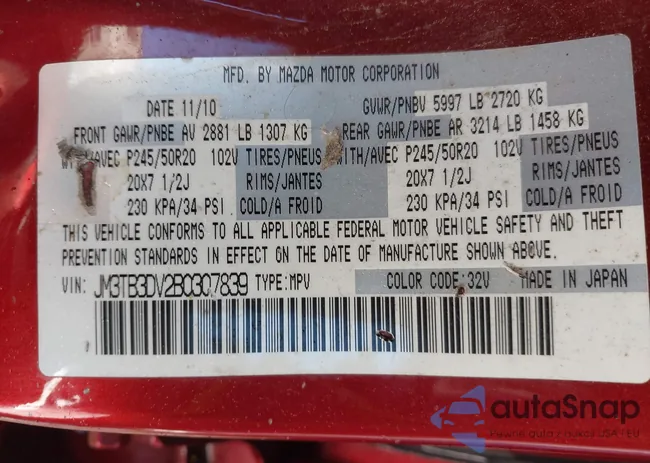 MFD. BY MAZDA MOTOR CORPORATION
DATE 11/10 GVWR/PNBV 5997 LB 2720 KG
FRONT GAWR/PNBE AV 2881 LB 1307 KG REAR GAWR/PNBE AR 3214 LB 1458 KG
WITH/AVEC P245/50R20 102V TIRES/PNEUS WITH/AVEC P245/50R20 102V TIRES/PNEUS
20X7 1/2J RIMS/JANTES 20X7 1/2J RIMS/JANTES
230 KPA/34 PSI COLD/A FROID 230 KPA/34 PSI COLD/A FROID
THIS VEHICLE CONFORMS TO ALL APPLICABLE FEDERAL MOTOR VEHICLE SAFETY AND THEFT
PREVENTION STANDARDS IN EFFECT ON THE DATE OF MANUFACTURE SHOWN ABOVE.
VIN: JM3TB3DV2B0307839 TYPE:MPV COLOR CODE:32V MADE IN JAPAN
autaSnap